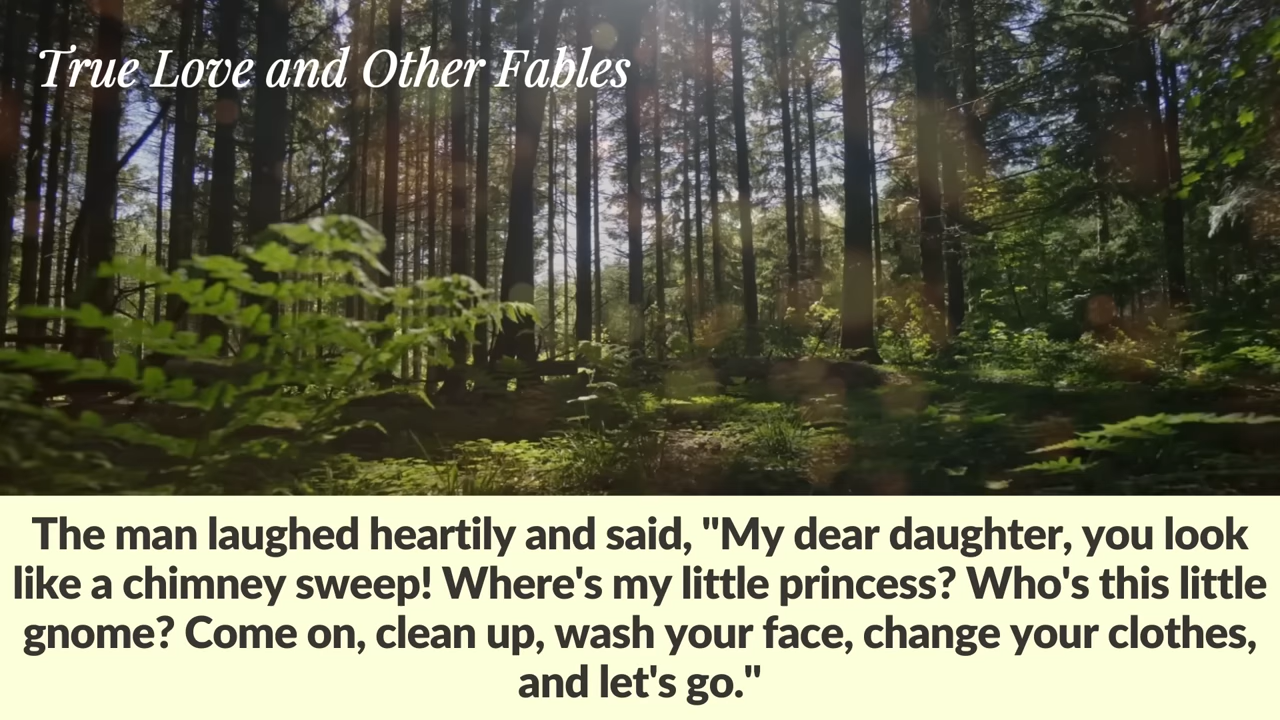 True Love and Other Fables
The man laughed heartily and said, "My dear daughter, you look
like a chimney sweep! Where's my little princess? Who's this little
gnome? Come on, clean up, wash your face, change your clothes,
and let's go."